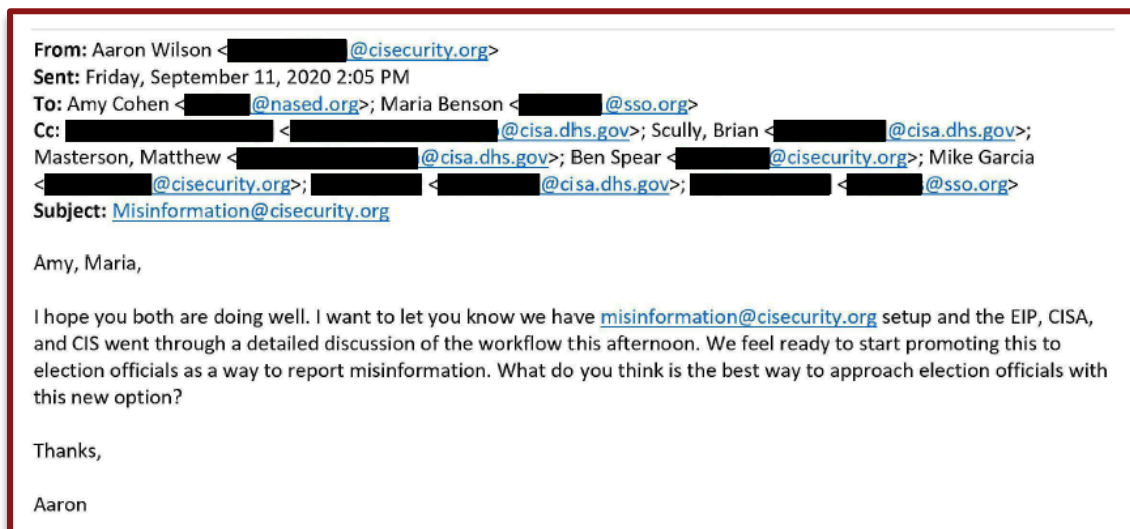 From: Aaron Wilson < @cisecurity.org>
Sent: Friday, September 11, 2020 2:05 PM
To: Amy Cohen < @nased.org>; Maria Benson < @sso.org>
Cc: < @cisa.dhs.gov>; Scully, Brian < @cisa.dhs.gov>;
Masterson, Matthew < @cisa.dhs.gov>; Ben Spear < @cisecurity.org>; Mike Garcia
< @cisecurity.org>; < @cisa.dhs.gov>; < @sso.org>
Subject: Misinformation@cisecurity.org
Amy, Maria,
I hope you both are doing well. I want to let you know we have misinformation@cisecurity.org setup and the EIP, CISA,
and CIS went through a detailed discussion of the workflow this afternoon. We feel ready to start promoting this to
election officials as a way to report misinformation. What do you think is the best way to approach election officials with
this new option?
Thanks,
Aaron